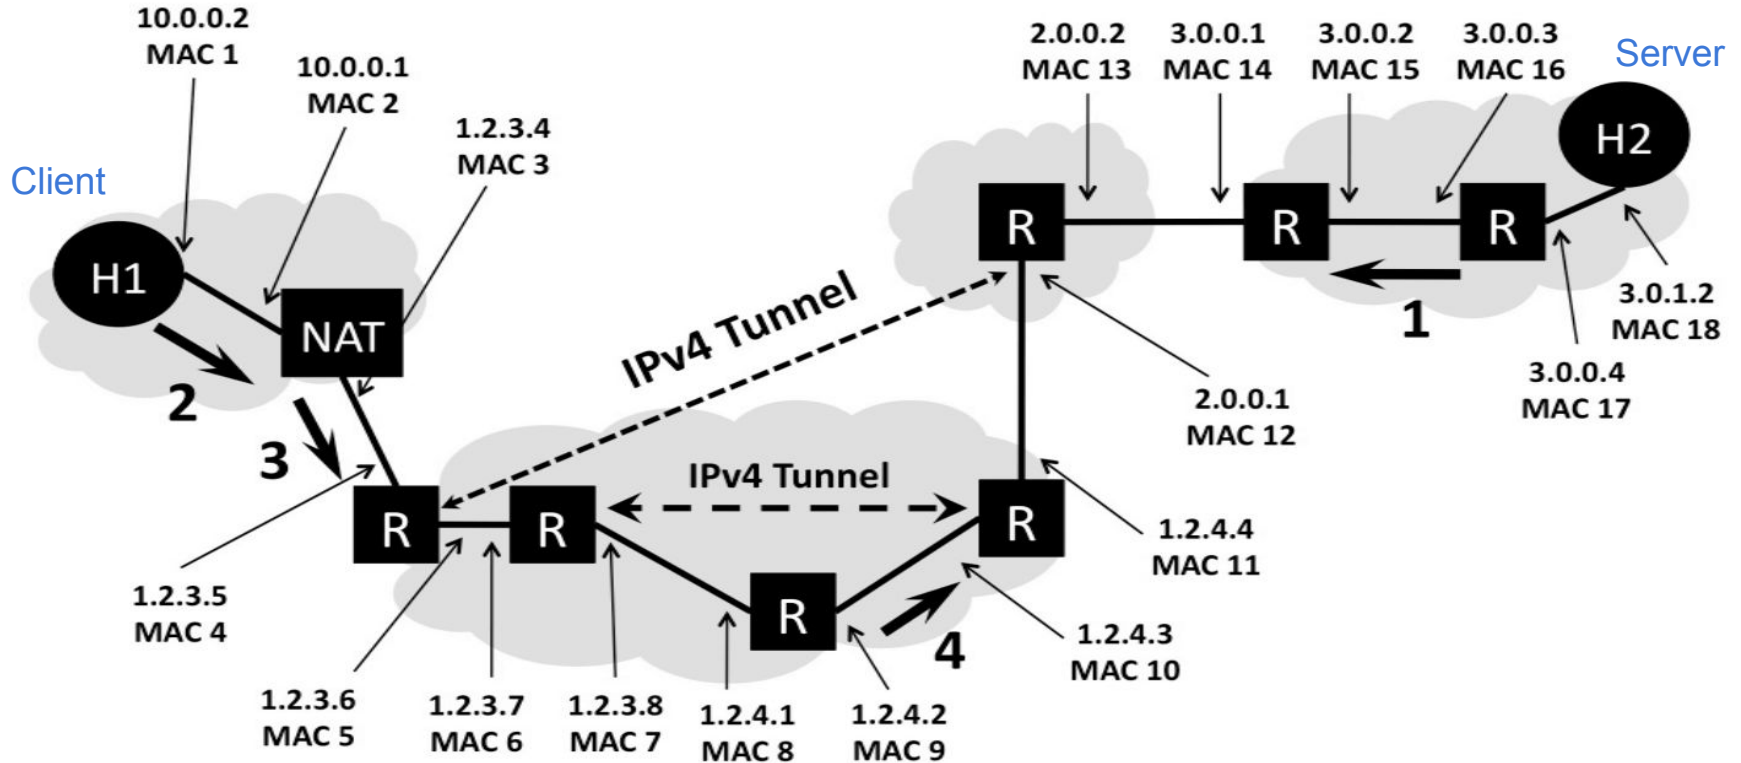 10.0.0.2
MAC 1
10.0.0.1
MAC 2
1.2.3.4
MAC 3
2.0.0.2
MAC 13
3.0.0.1
MAC 14
3.0.0.2
MAC 15
3.0.0.3
MAC 16
Server
H2
Client
H1
NAT
2
3
R
R
R
1
3.0.1.2
MAC 18
3.0.0.4
MAC 17
2.0.0.1
MAC 12
IPv4 Tunnel
IPv4 Tunnel
R
R
R
R
4
1.2.4.4
MAC 11
1.2.4.3
MAC 10
1.2.3.5
MAC 4
1.2.3.6
MAC 5
1.2.3.7
MAC 6
1.2.3.8
MAC 7
1.2.4.1
MAC 8
1.2.4.2
MAC 9